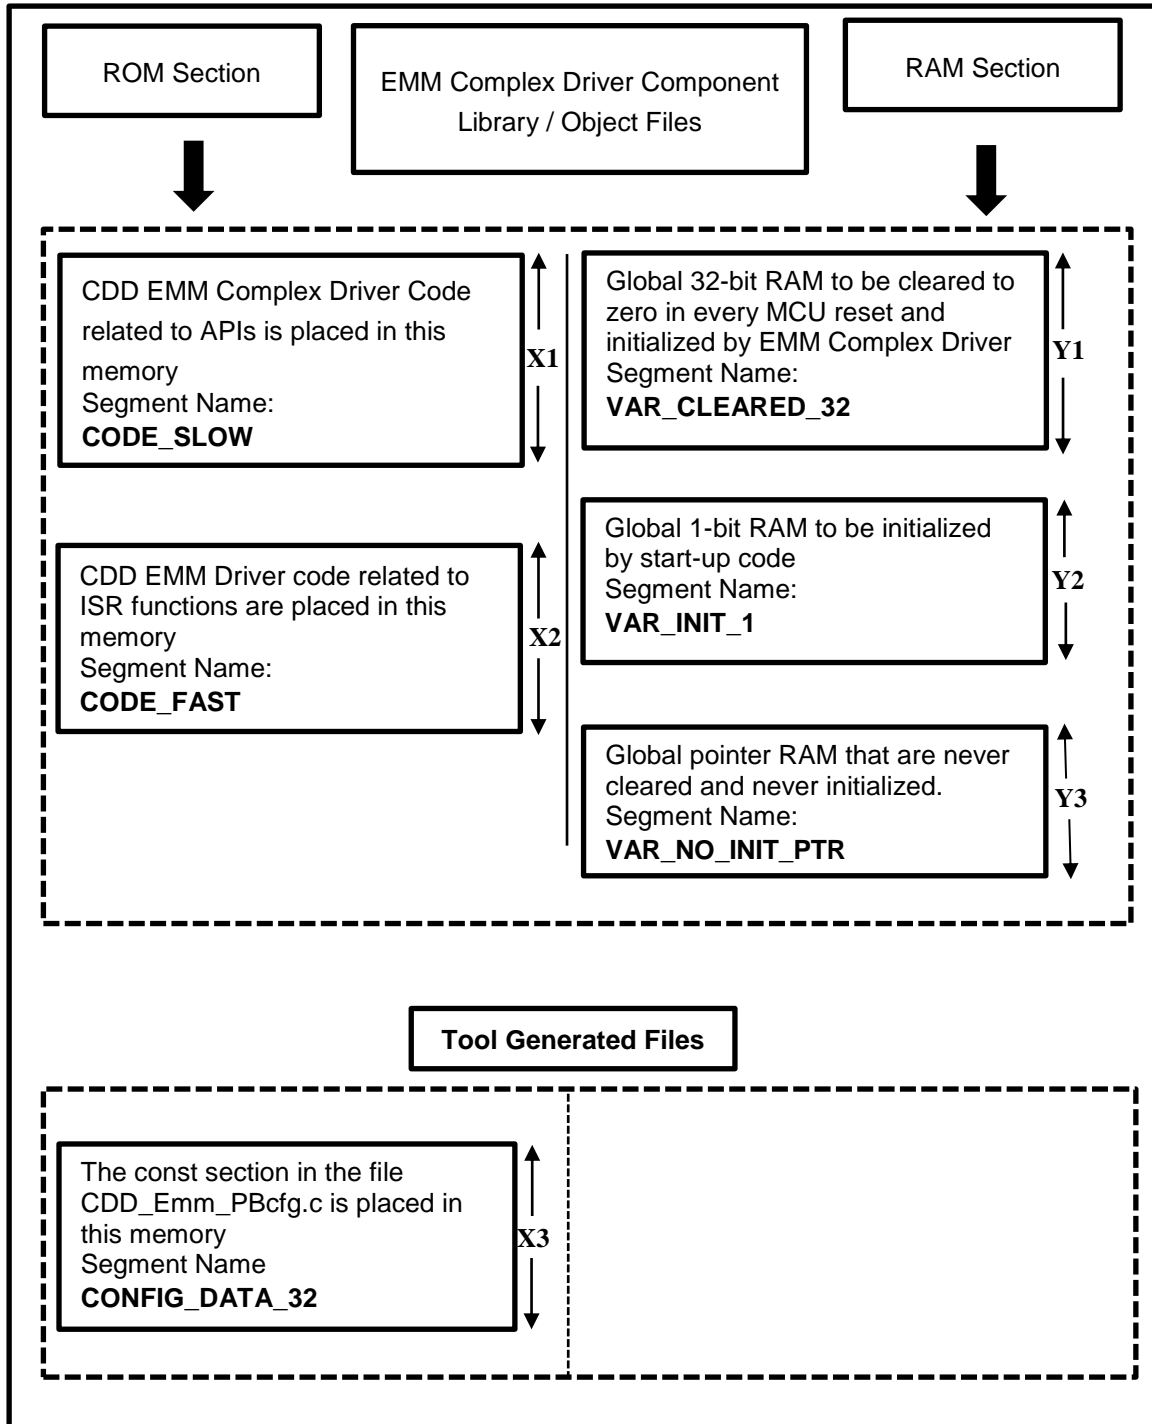 ROM Section
EMM Complex Driver Component
Library / Object Files
RAM Section
CDD EMM Complex Driver Code
related to APIs is placed in this
memory
Segment Name:
CODE_SLOW
X1
Global 32-bit RAM to be cleared to
zero in every MCU reset and
initialized by EMM Complex Driver
Segment Name:
VAR_CLEARED_32
Y1
CDD EMM Driver code related to
ISR functions are placed in this
memory
Segment Name:
CODE_FAST
X2
Global 1-bit RAM to be initialized
by start-up code
Segment Name:
VAR_INIT_1
Y2
Global pointer RAM that are never
cleared and never initialized.
Segment Name:
VAR_NO_INIT_PTR
Y3
Tool Generated Files
The const section in the file
CDD_Emm_PBcfg.c is placed in
this memory
Segment Name
CONFIG_DATA_32
X3